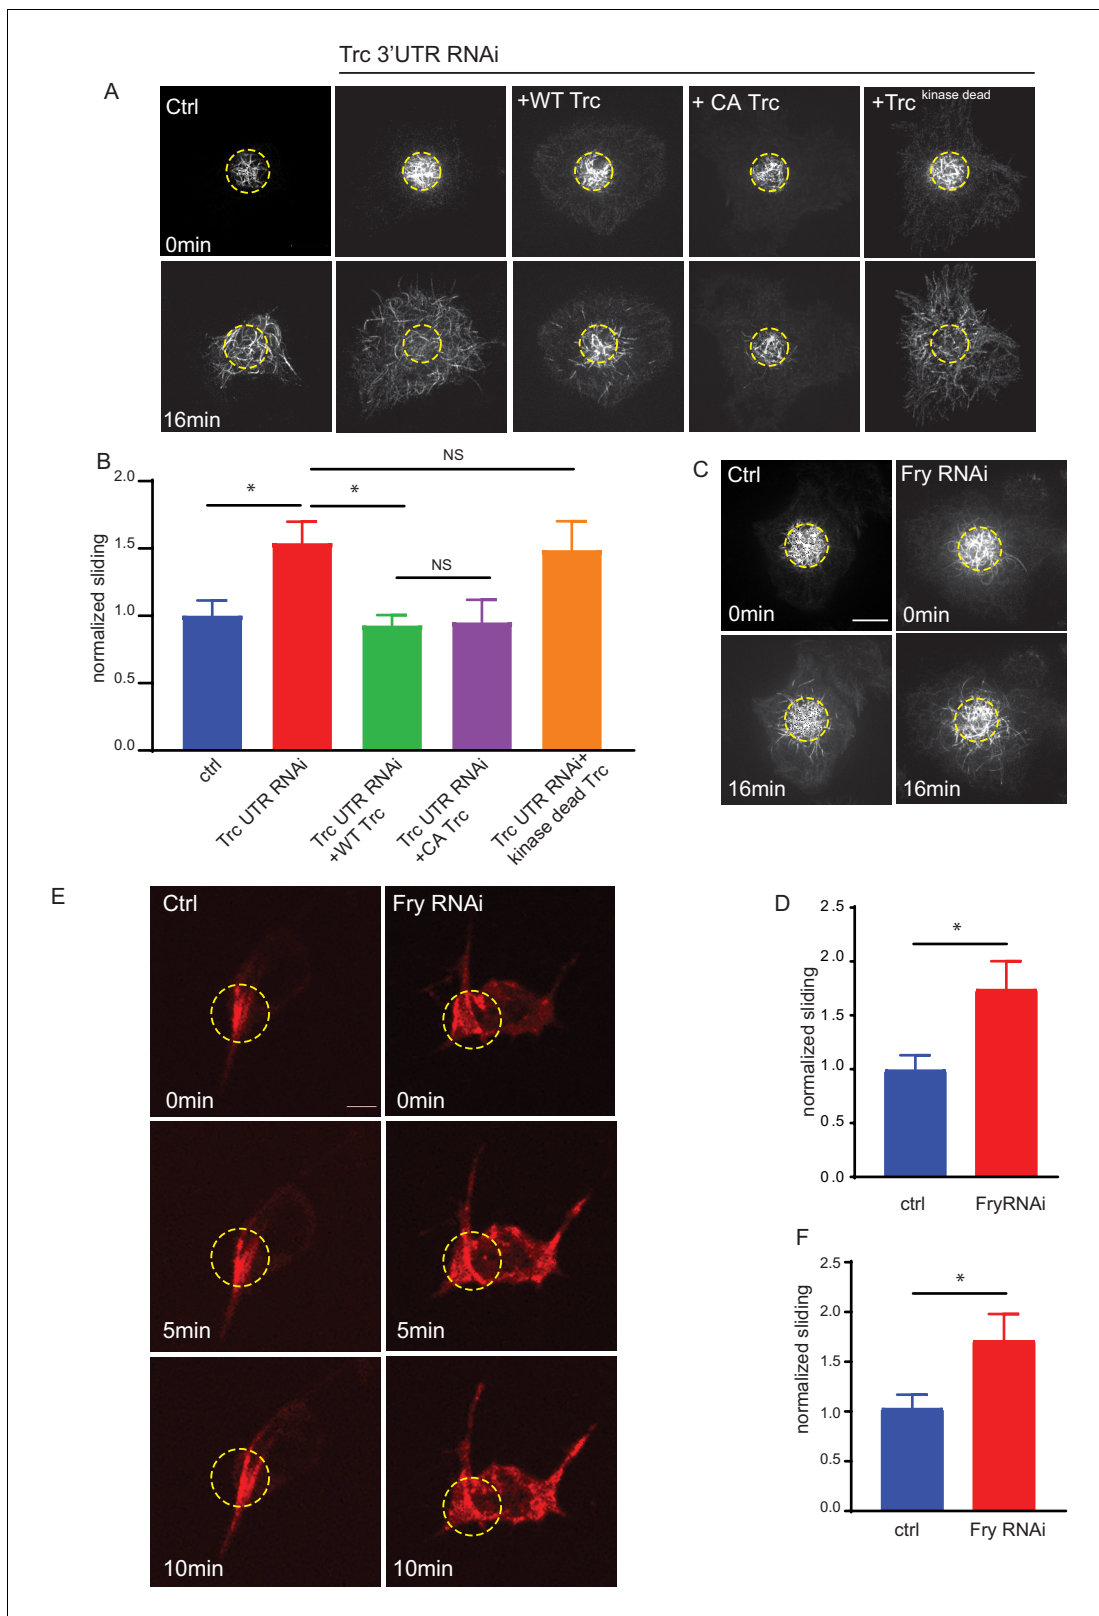 Trc 3'UTR RNAi
A
Ctrl
+WT Trc
+ CA Trc
+Trc kinase dead
0min
16min
B
NS
*
*
NS
2.0
1.5
1.0
0.5
0.0
normalized sliding
ctrl
Trc UTR RNAi
Trc UTR RNAi
+WT Trc
Trc UTR RNAi
+CA Trc
Trc UTR RNAi+
kinase dead Trc
C
Ctrl
Fry RNAi
0min
0min
16min
16min
E
Ctrl
Fry RNAi
0min
0min
5min
5min
10min
10min
D
2.5
2.0
1.5
1.0
0.5
0.0
normalized sliding
*
ctrl
FryRNAi
F
2.5
2.0
1.5
1.0
0.5
0.0
normalized sliding
*
ctrl
Fry RNAi